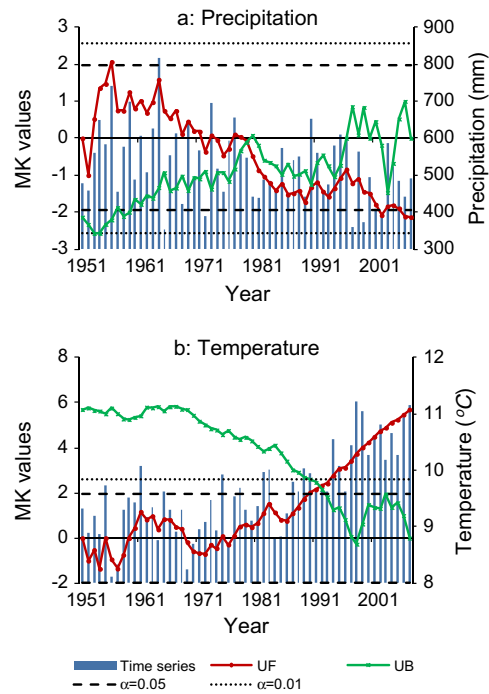 a: Precipitation
3
2
1
0
-1
-2
-3
MK values
900
800
700
600
500
400
300
Precipitation (mm)
1951 1961 1971 1981 1991 2001
Year
b: Temperature
8
6
4
2
0
-2
MK values
12
11
10
9
8
Temperature (°C)
1951 1961 1971 1981 1991 2001
Year
Time series UF UB
α=0.05 α=0.01